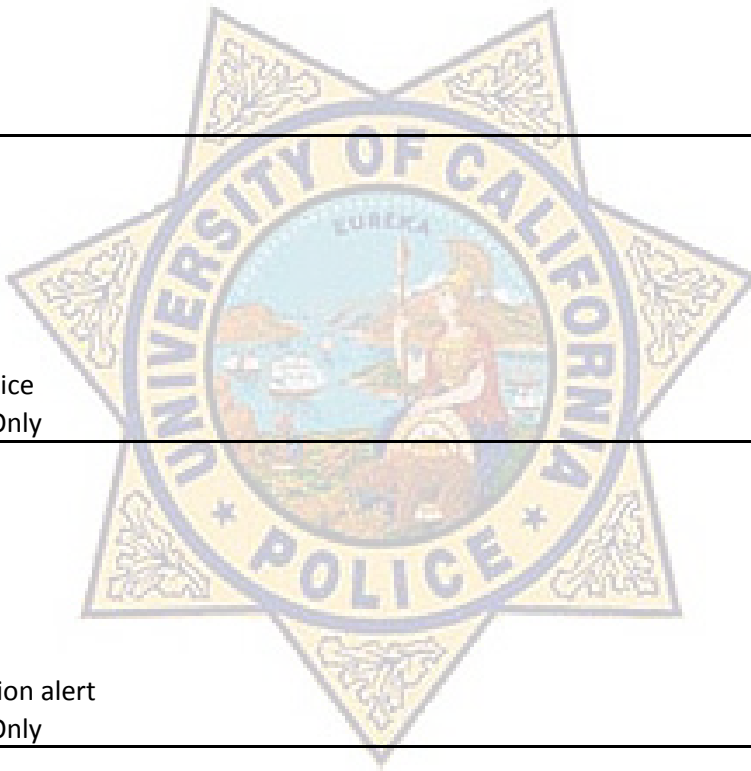 UNIVERSITY OF CALIFORNIA
EUREKA
ice
Only
POLICE
ion alert
Only